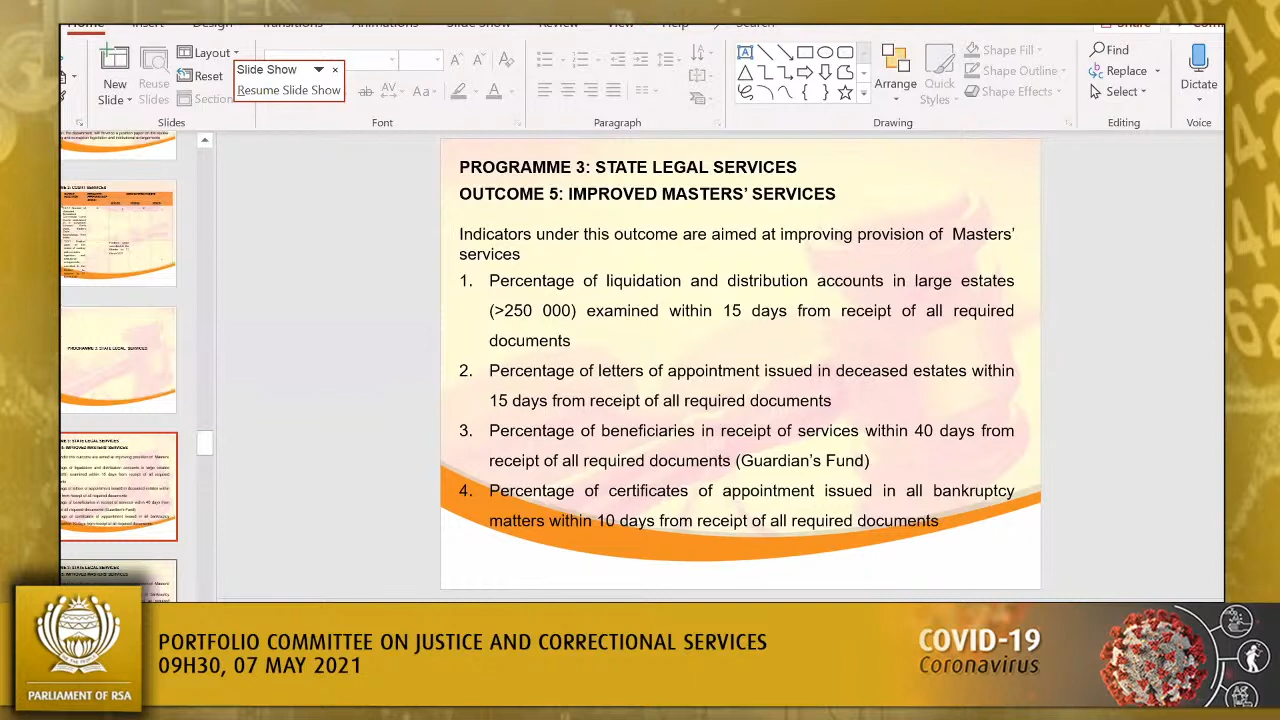 Layout
Reset
New
Slide
Reuse
Slides
Section
Slides
Slide Show
Resume Slide Show
Font
Paragraph
Shape Fill
Shape Outline
Shape Effects
Arrange
Quick
Styles
Drawing
Find
Replace
Select
Editing
Dictate
Voice
PROGRAMME 3: STATE LEGAL SERVICES
PROGRAMME 3: STATE LEGAL SERVICES
OUTCOME 5: IMPROVED MASTERS' SERVICES
Indicators under this outcome are aimed at improving provision of Masters'
services
1. Percentage of liquidation and distribution accounts in large estates
(>250 000) examined within 15 days from receipt of all required
documents
2. Percentage of letters of appointment issued in deceased estates within
15 days from receipt of all required documents
3. Percentage of beneficiaries in receipt of services within 40 days from
receipt of all required documents (Guardian's Fund)
4. Percentage of certificates of appointment issued in all bankruptcy
matters within 10 days from receipt of all required documents
PARLIAMENT OF RSA
PORTFOLIO COMMITTEE ON JUSTICE AND CORRECTIONAL SERVICES
09H30, 07 MAY 2021
COVID-19
Coronavirus